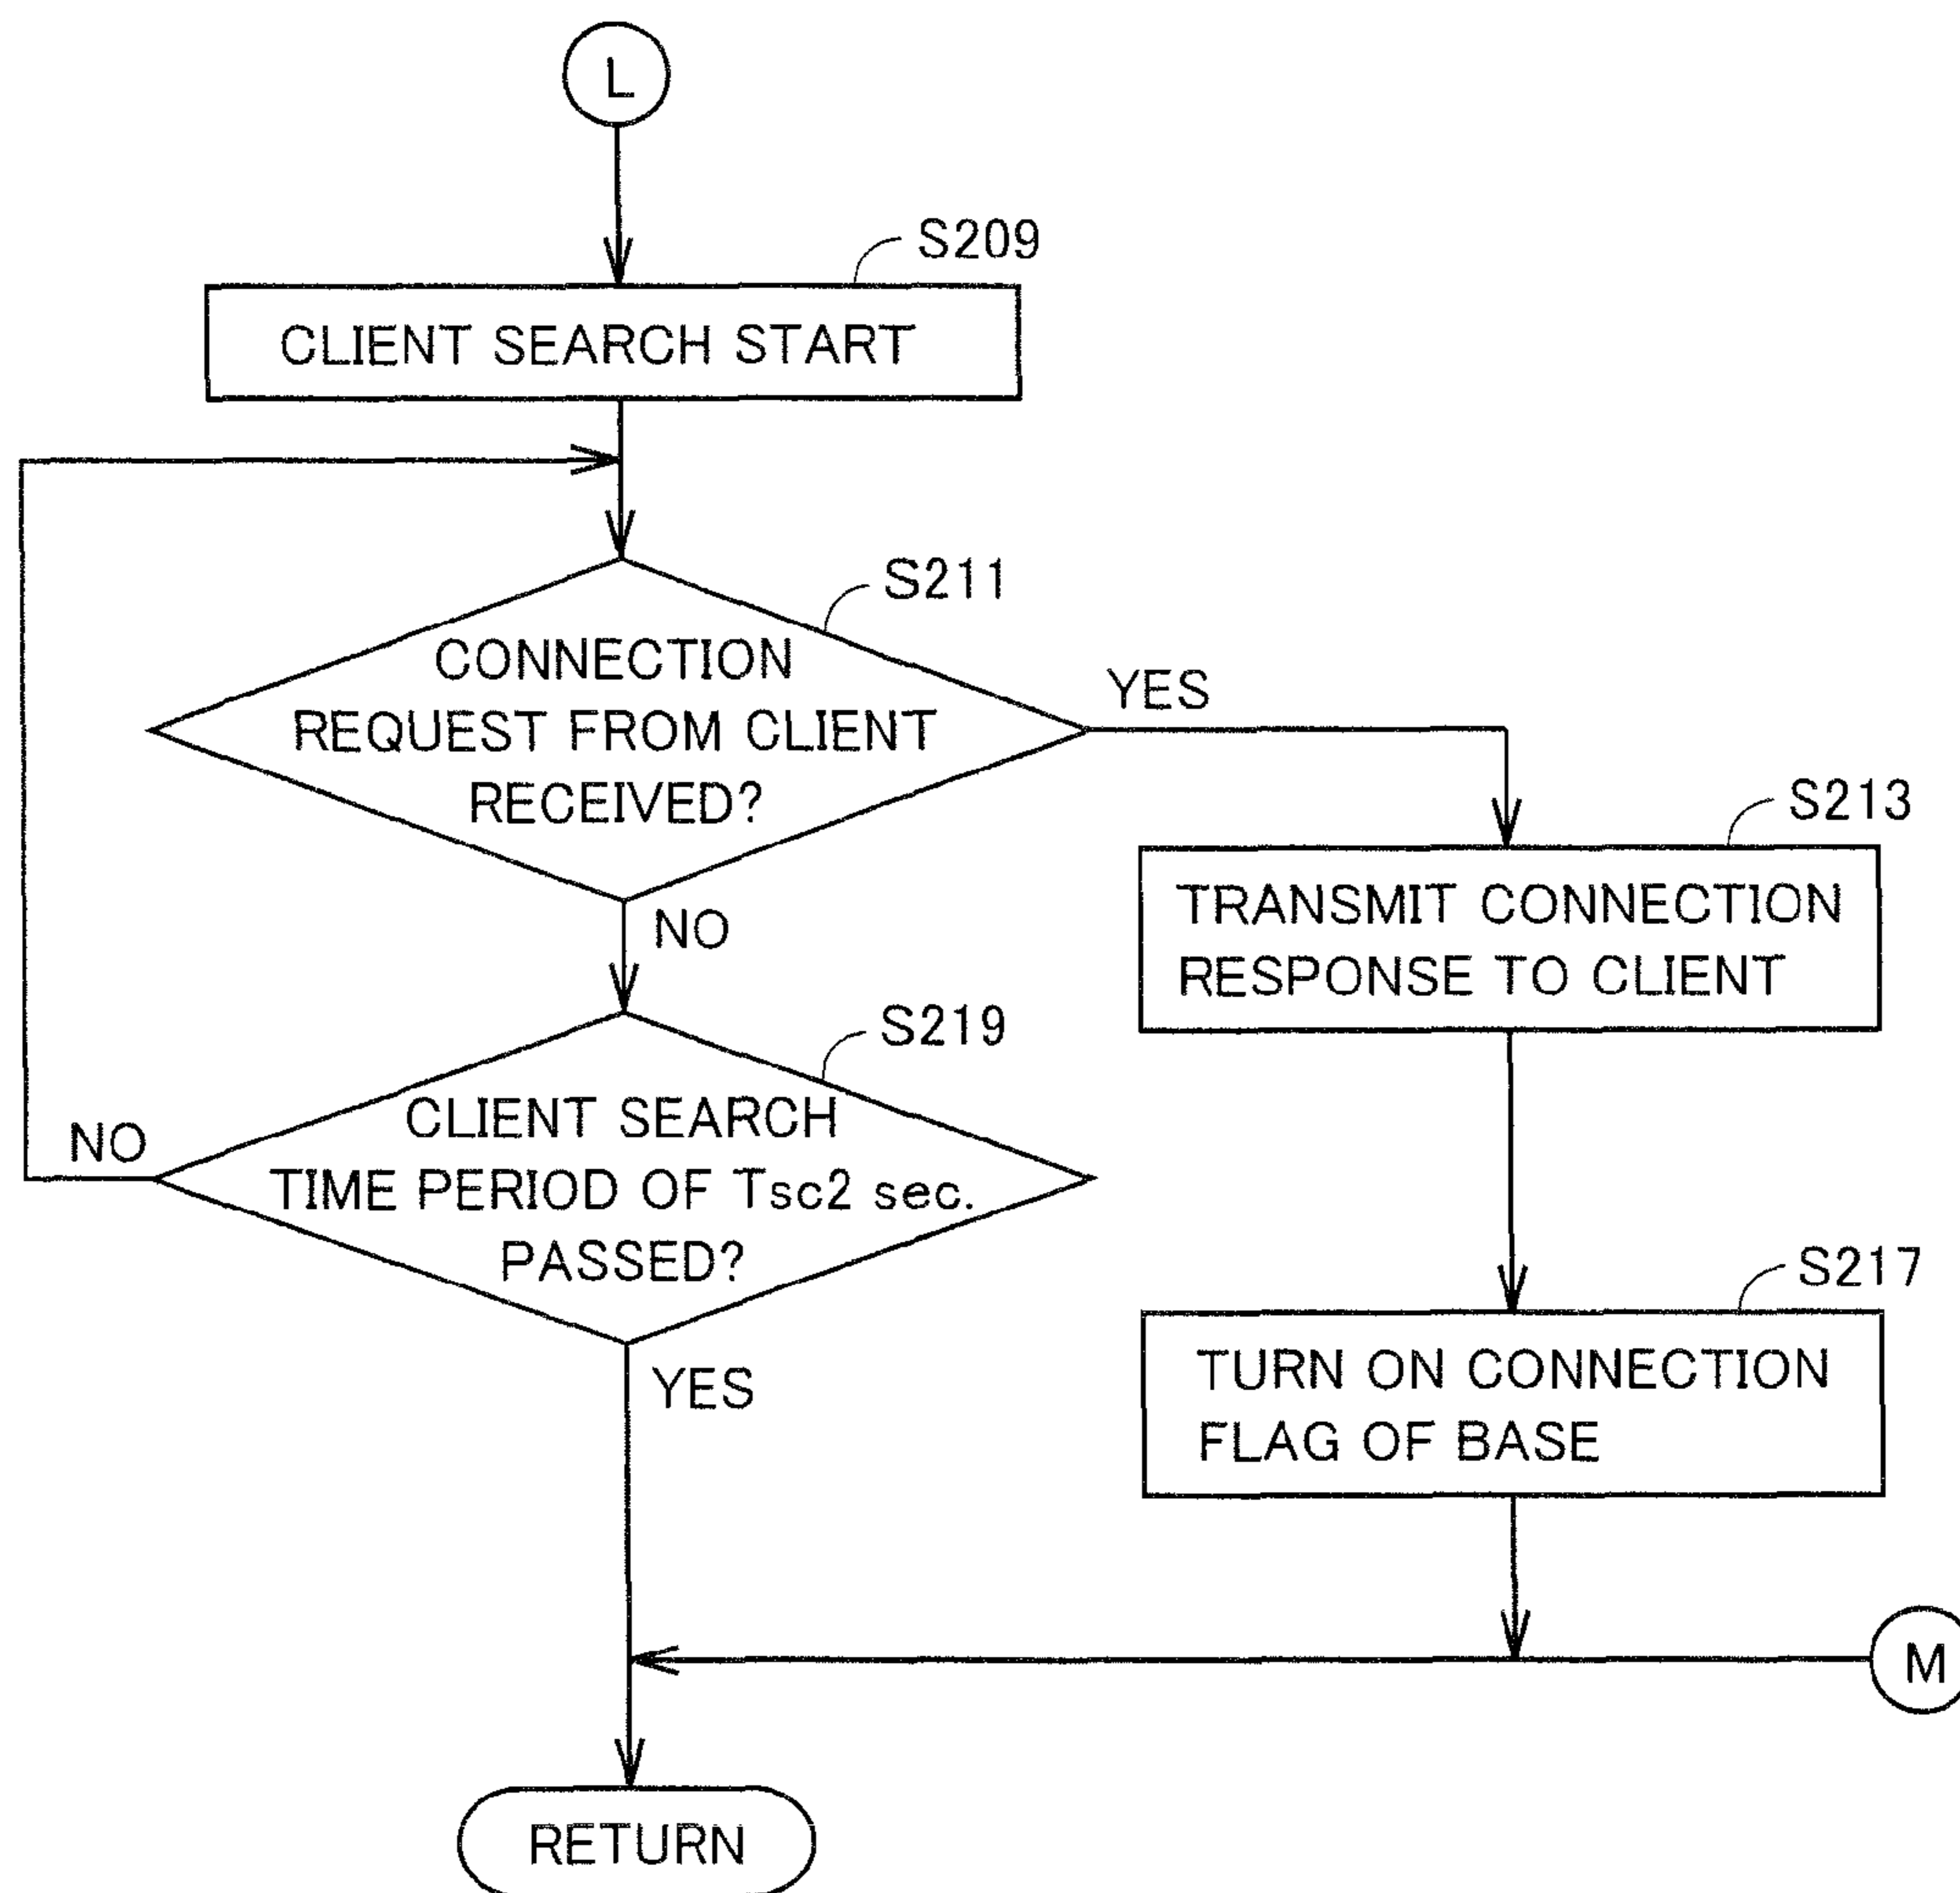 L
S209
CLIENT SEARCH START
S211
CONNECTION
REQUEST FROM CLIENT
RECEIVED?
YES
NO
S213
TRANSMIT CONNECTION
RESPONSE TO CLIENT
S219
CLIENT SEARCH
TIME PERIOD OF Tsc2 sec.
PASSED?
NO
YES
S217
TURN ON CONNECTION
FLAG OF BASE
M
RETURN